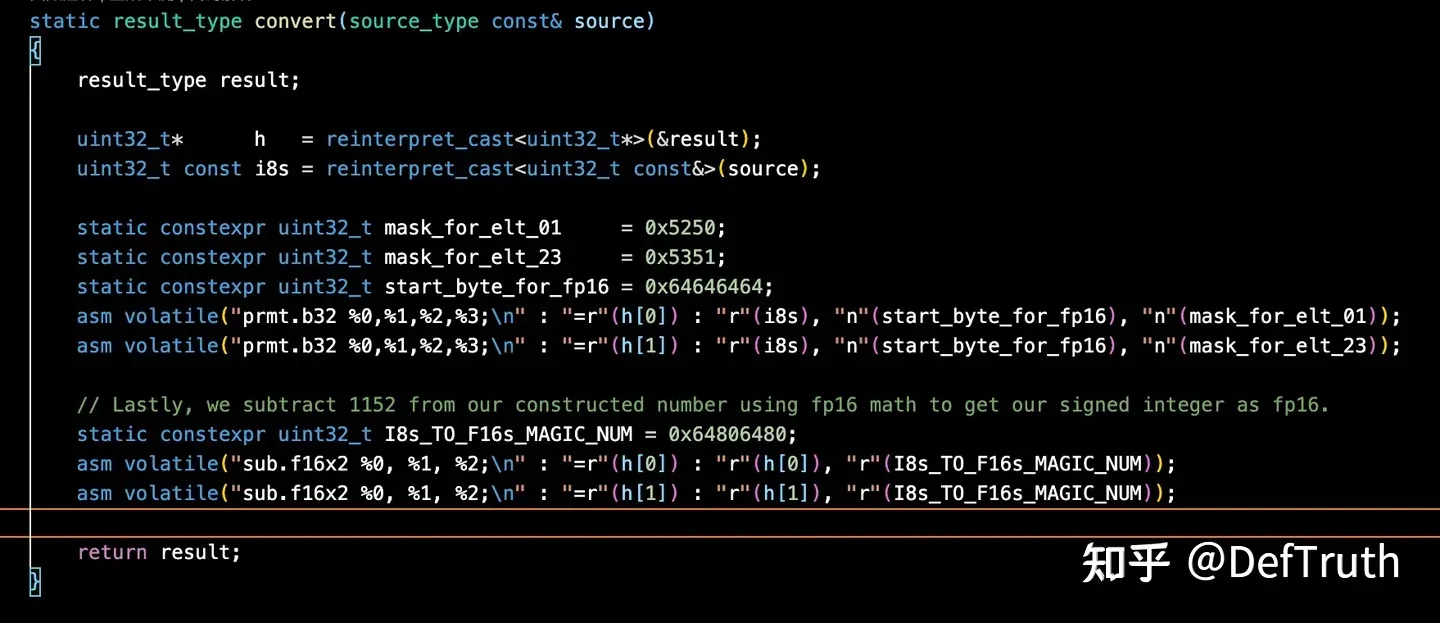 static result_type convert(source_type const& source)
{
    result_type result;
    uint32_t*      h   = reinterpret_cast<uint32_t*>(&result);
    uint32_t const i8s = reinterpret_cast<uint32_t const&>(source);
    static constexpr uint32_t mask_for_elt_01     = 0x5250;
    static constexpr uint32_t mask_for_elt_23     = 0x5351;
    static constexpr uint32_t start_byte_for_fp16 = 0x64646464;
    asm volatile("prmt.b32 %0,%1,%2,%3;\n" : "=r"(h[0]) : "r"(i8s), "n"(start_byte_for_fp16), "n"(mask_for_elt_01));
    asm volatile("prmt.b32 %0,%1,%2,%3;\n" : "=r"(h[1]) : "r"(i8s), "n"(start_byte_for_fp16), "n"(mask_for_elt_23));
    // Lastly, we subtract 1152 from our constructed number using fp16 math to get our signed integer as fp16.
    static constexpr uint32_t I8s_TO_F16s_MAGIC_NUM = 0x64806480;
    asm volatile("sub.f16x2 %0, %1, %2;\n" : "=r"(h[0]) : "r"(h[0]), "r"(I8s_TO_F16s_MAGIC_NUM));
    asm volatile("sub.f16x2 %0, %1, %2;\n" : "=r"(h[1]) : "r"(h[1]), "r"(I8s_TO_F16s_MAGIC_NUM));
    return result;
}
知乎 @DefTruth